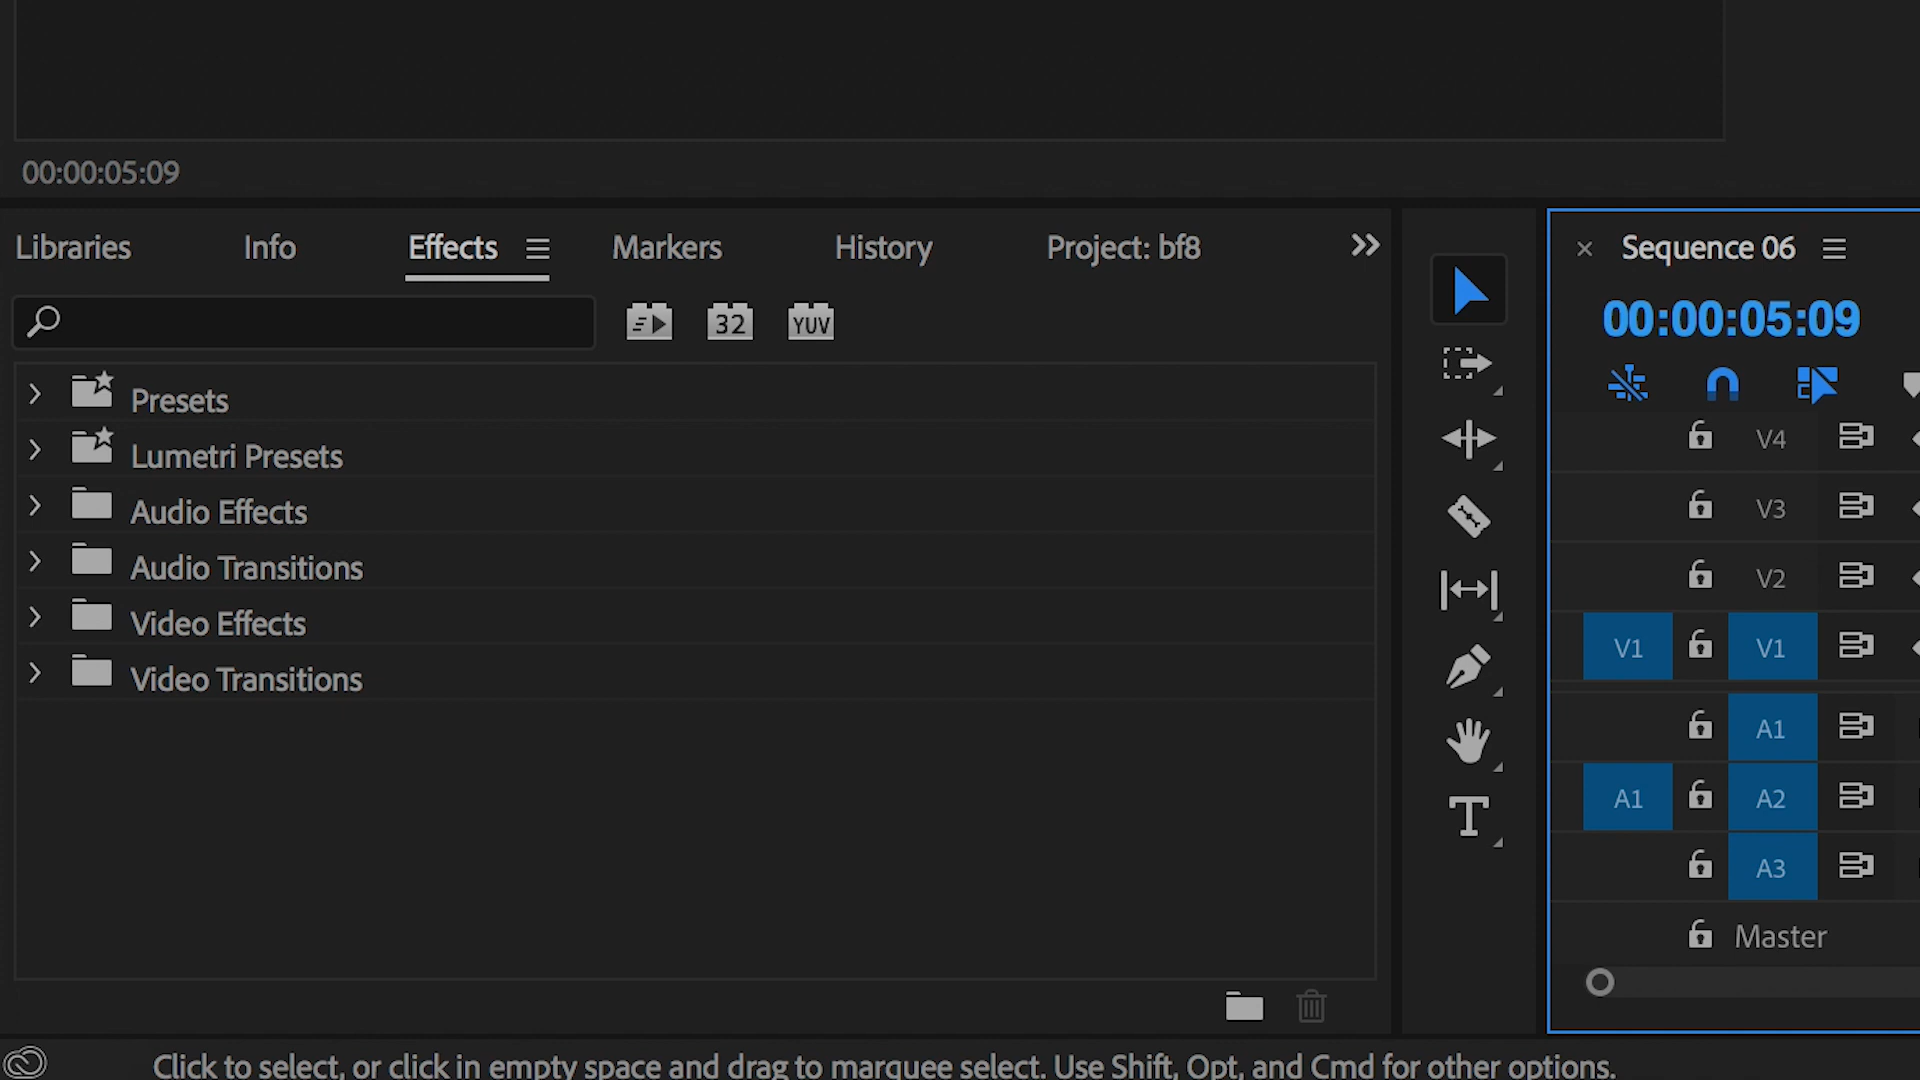 00:00:05:09
Libraries Info Effects Markers History Project: bf8
32 YUV
Presets
Lumetri Presets
Audio Effects
Audio Transitions
Video Effects
Video Transitions
Sequence 06
00:00:05:09
V4
V3
V2
V1 V1
A1
A1 A2
A3
Master
Click to select, or click in empty space and drag to marquee select. Use Shift, Opt, and Cmd for other options.